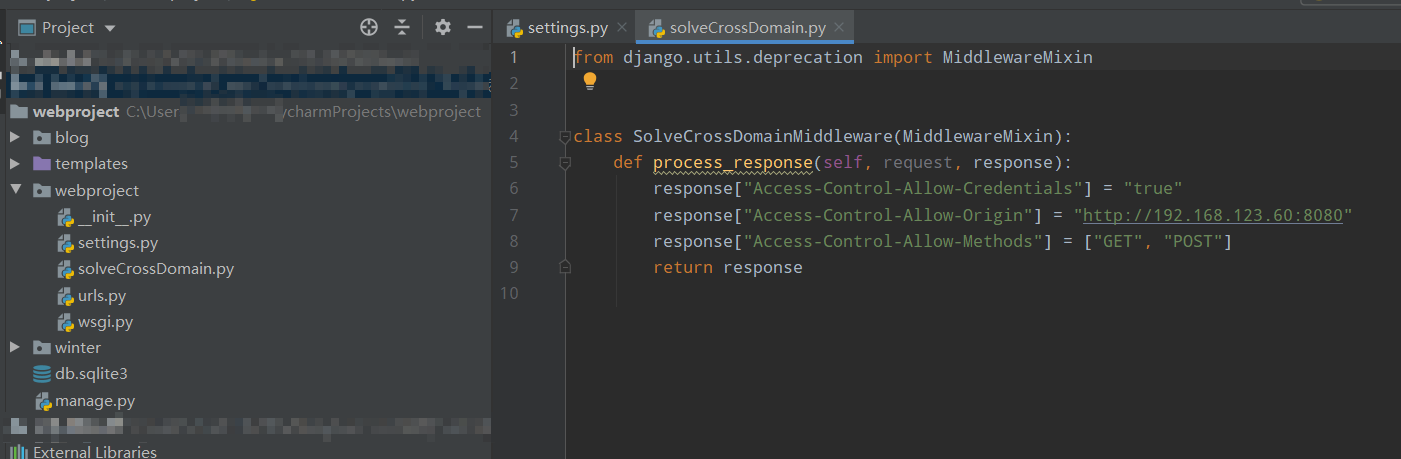 Project
settings.py
solveCrossDomain.py
webproject C:\User ycharmProjects\webproject
blog
templates
webproject
__init__.py
settings.py
solveCrossDomain.py
urls.py
wsgi.py
winter
db.sqlite3
manage.py
External Libraries
1 from django.utils.deprecation import MiddlewareMixin
2
3
4 class SolveCrossDomainMiddleware(MiddlewareMixin):
5     def process_response(self, request, response):
6         response["Access-Control-Allow-Credentials"] = "true"
7         response["Access-Control-Allow-Origin"] = "http://192.168.123.60:8080"
8         response["Access-Control-Allow-Methods"] = ["GET", "POST"]
9         return response
10